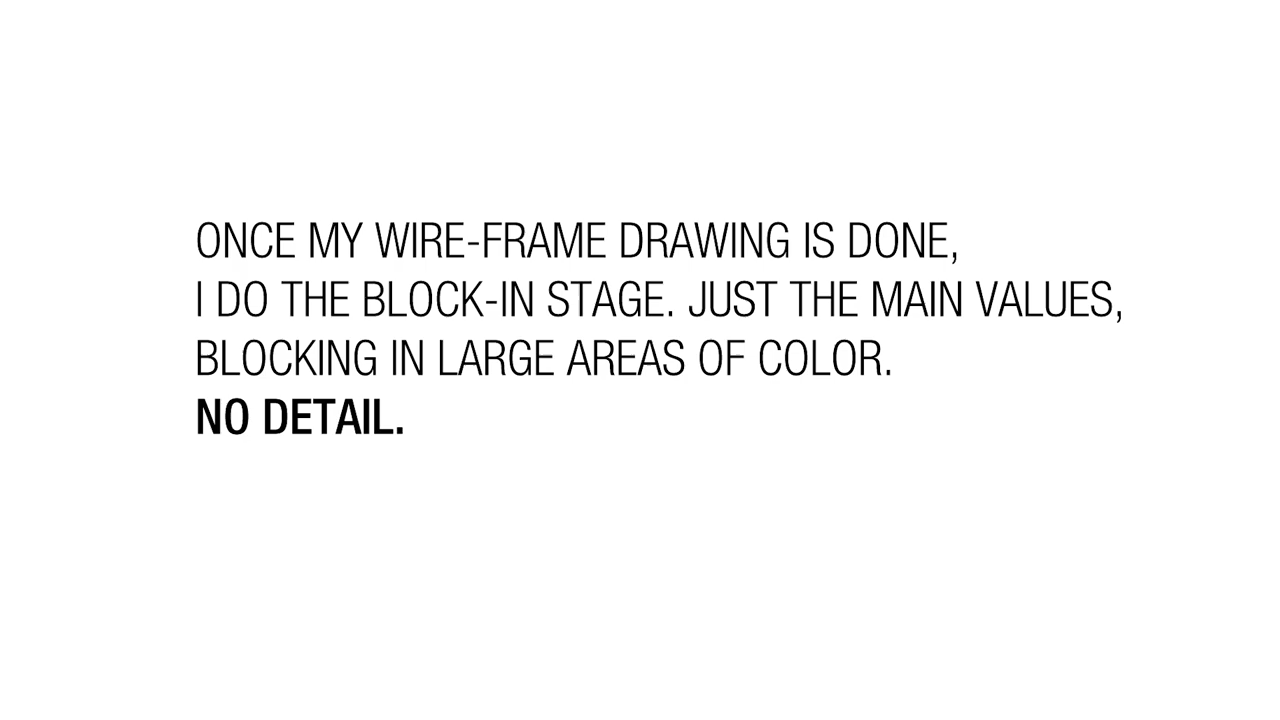 ONCE MY WIRE-FRAME DRAWING IS DONE,
I DO THE BLOCK-IN STAGE. JUST THE MAIN VALUES,
BLOCKING IN LARGE AREAS OF COLOR.
NO DETAIL.